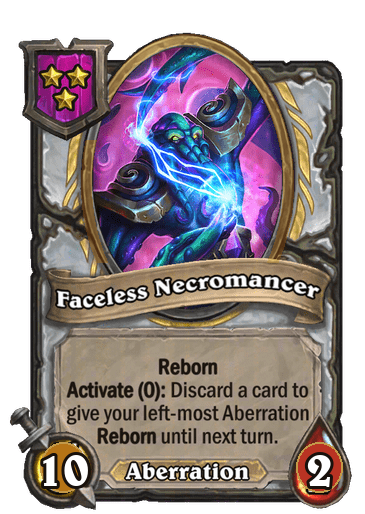 Faceless Necromancer
Reborn
Activate (0): Discard a card to
give your left-most Aberration
Reborn until next turn.
10
Aberration
2